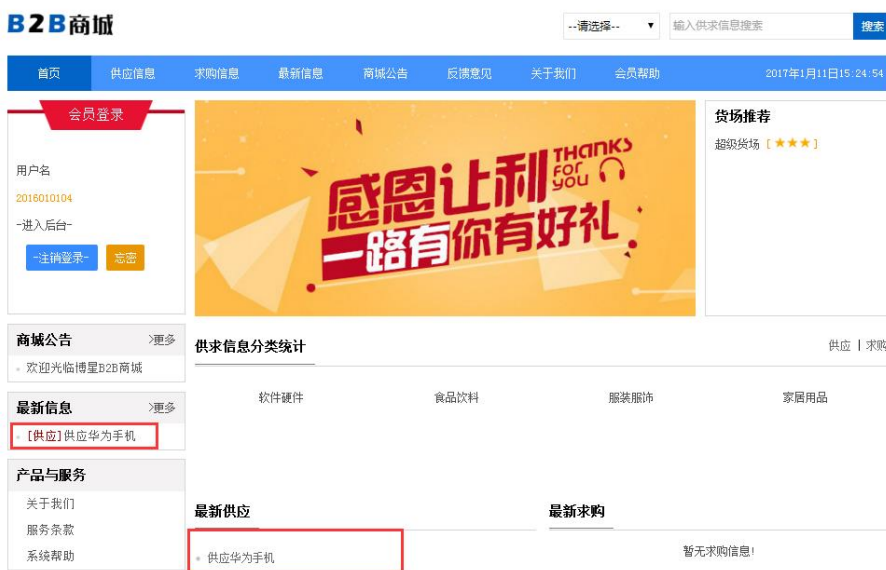 B2B商城
--请选择-- ▼ 输入供求信息搜索 搜索
首页 供应信息 求购信息 最新信息 商城公告 反馈意见 关于我们 会员帮助 2017年1月11日15:24:54
会员登录
用户名
2016010104
-进入后台-
-注销登录- 忘密
THANKS
FOR
YOU
感恩让利
一路有你有好礼
货场推荐
超级货场 [ ★★★ ]
商城公告 >更多
欢迎光临博星B2B商城
最新信息 >更多
[供应]供应华为手机
产品与服务
关于我们
服务条款
系统帮助
供求信息分类统计 供应 | 求购
软件硬件 食品饮料 服装服饰 家居用品
最新供应
供应华为手机
最新求购
暂无求购信息!